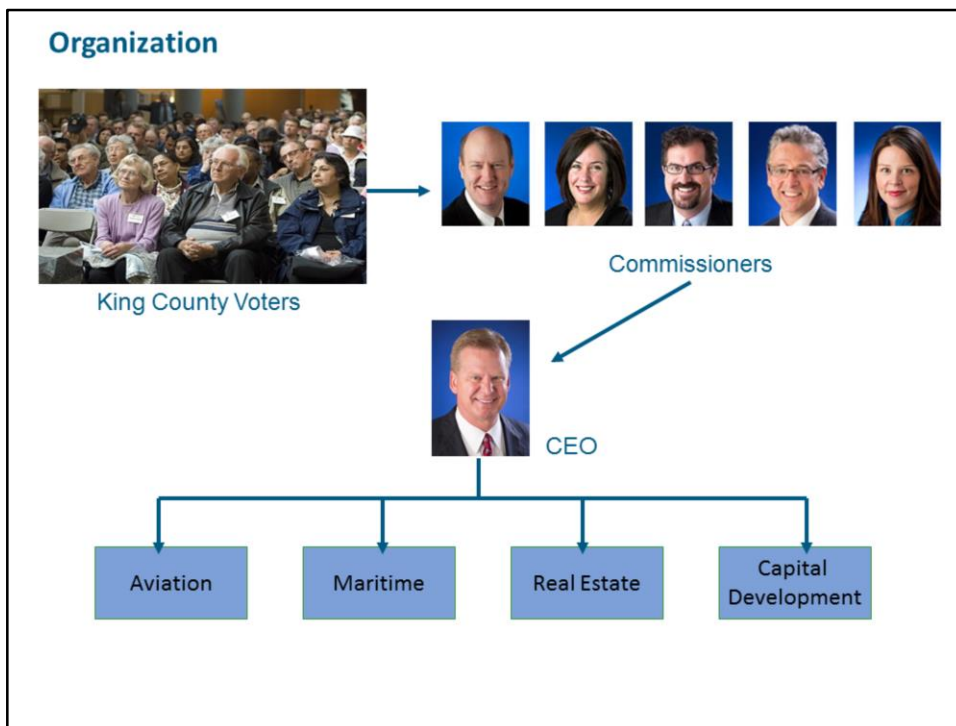 Organization
King County Voters
Commissioners
CEO
Aviation
Maritime
Real Estate
Capital
Development